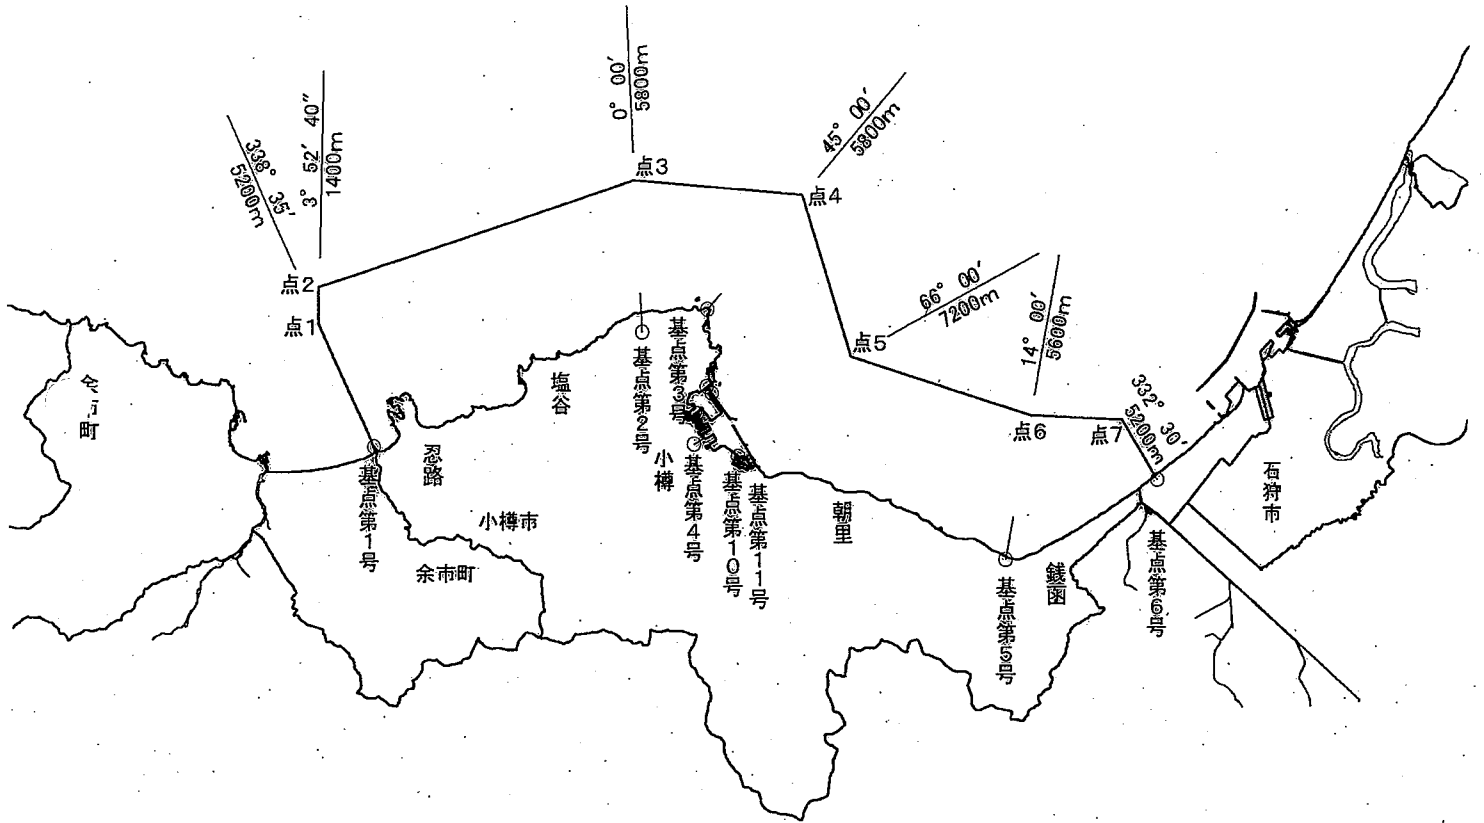 0° 00′
5800m
3° 52′ 40″
1400m
338° 35′
5200m
45° 00′
5800m
点3
点4
点2
点1
66° 00′
7200m
14° 00′
5600m
点5
点6
点7
332° 30′
5200m
余市町
塩谷
忍路
基点第1号
基点第2号
基点第3号
小樽
基点第4号
基点第10号
基点第11号
小樽市
余市町
朝里
銭函
基点第5号
基点第6号
石狩市